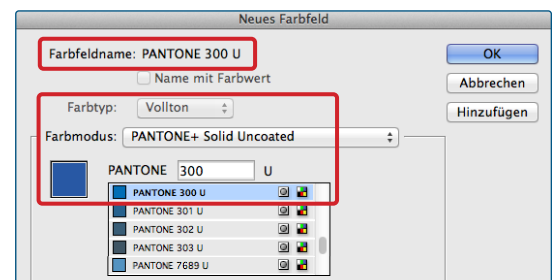 Neues Farbfeld
Farbfeldname: PANTONE 300 U
OK
Name mit Farbwert
Abbrechen
Farbtyp: Vollton
Hinzufügen
Farbmodus: PANTONE+ Solid Uncoated
PANTONE 300 U
PANTONE 300 U
PANTONE 301 U
PANTONE 302 U
PANTONE 303 U
PANTONE 7689 U